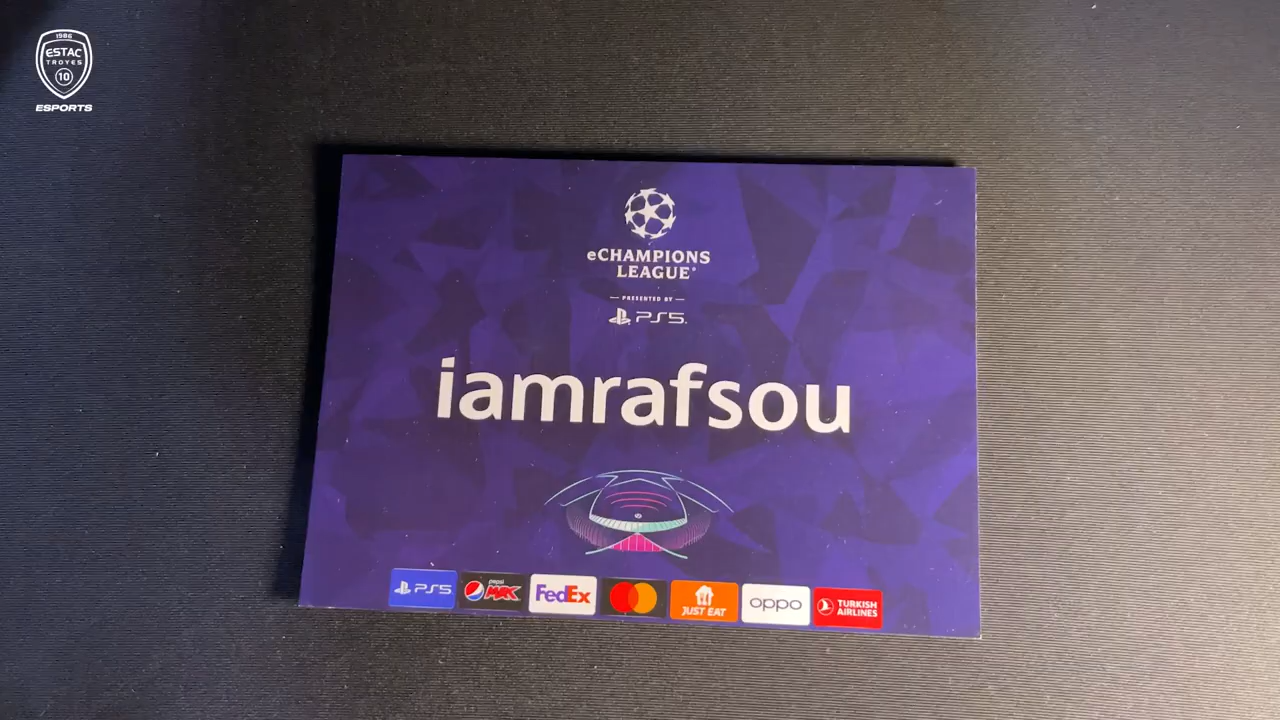 1986
ESTAC
TROYES
10
ESPORTS
eCHAMPIONS
LEAGUE
PRESENTED BY
PS5
iamrafsou
PS5
pepsi
MAX
FedEx
JUST EAT
oppo
TURKISH
AIRLINES